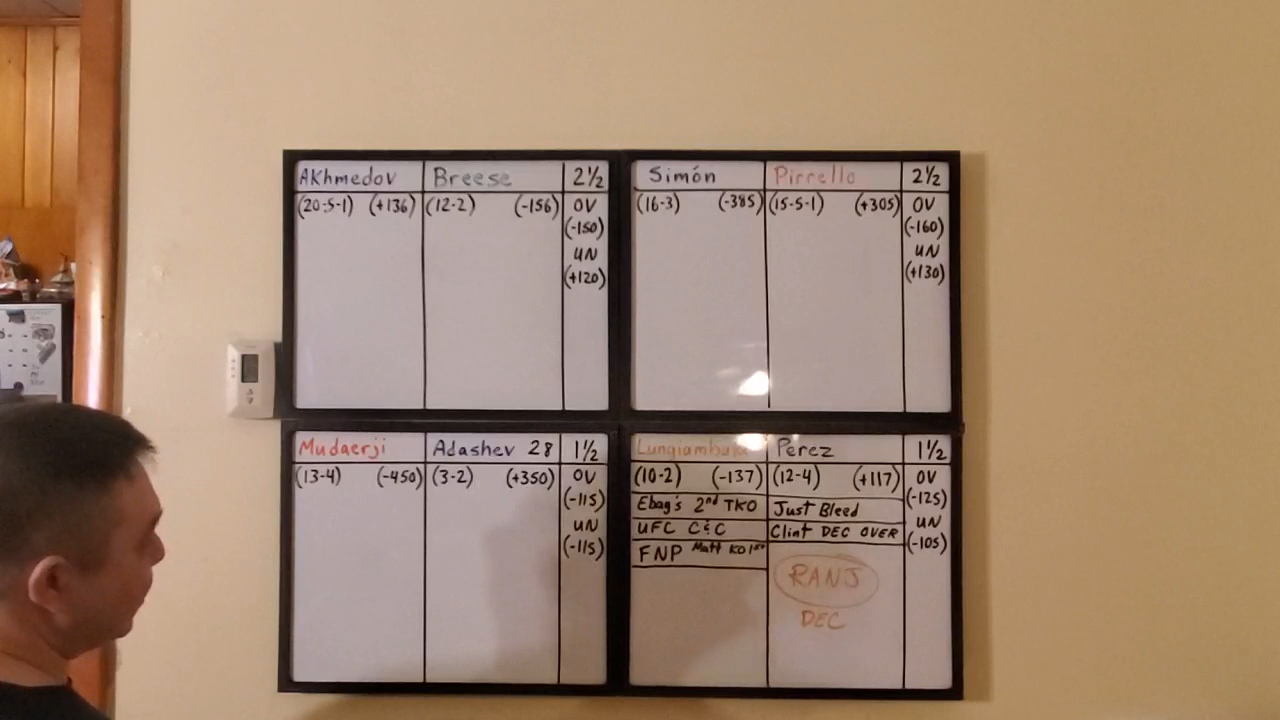 Akhmedov Breese 2½
(20-5-1) (+136) (12-2) (-156) OV
(-150)
UN
(+120)
Simón Pirrello 2½
(16-3) (-385) (15-5-1) (+305) OV
(-160)
UN
(+130)
Mudaerji Adashev 28 1½
(13-4) (-450) (3-2) (+350) OV
(-115)
UN
(-115)
Lungiambula Perez 1½
(10-2) (-137) (12-4) (+117) OV
(-125)
UN
(-105)
Ebag's 2nd TKO Just Bleed
UFC C&C Clint DEC OVER
FNP Matt KO 1st
RANJ
DEC